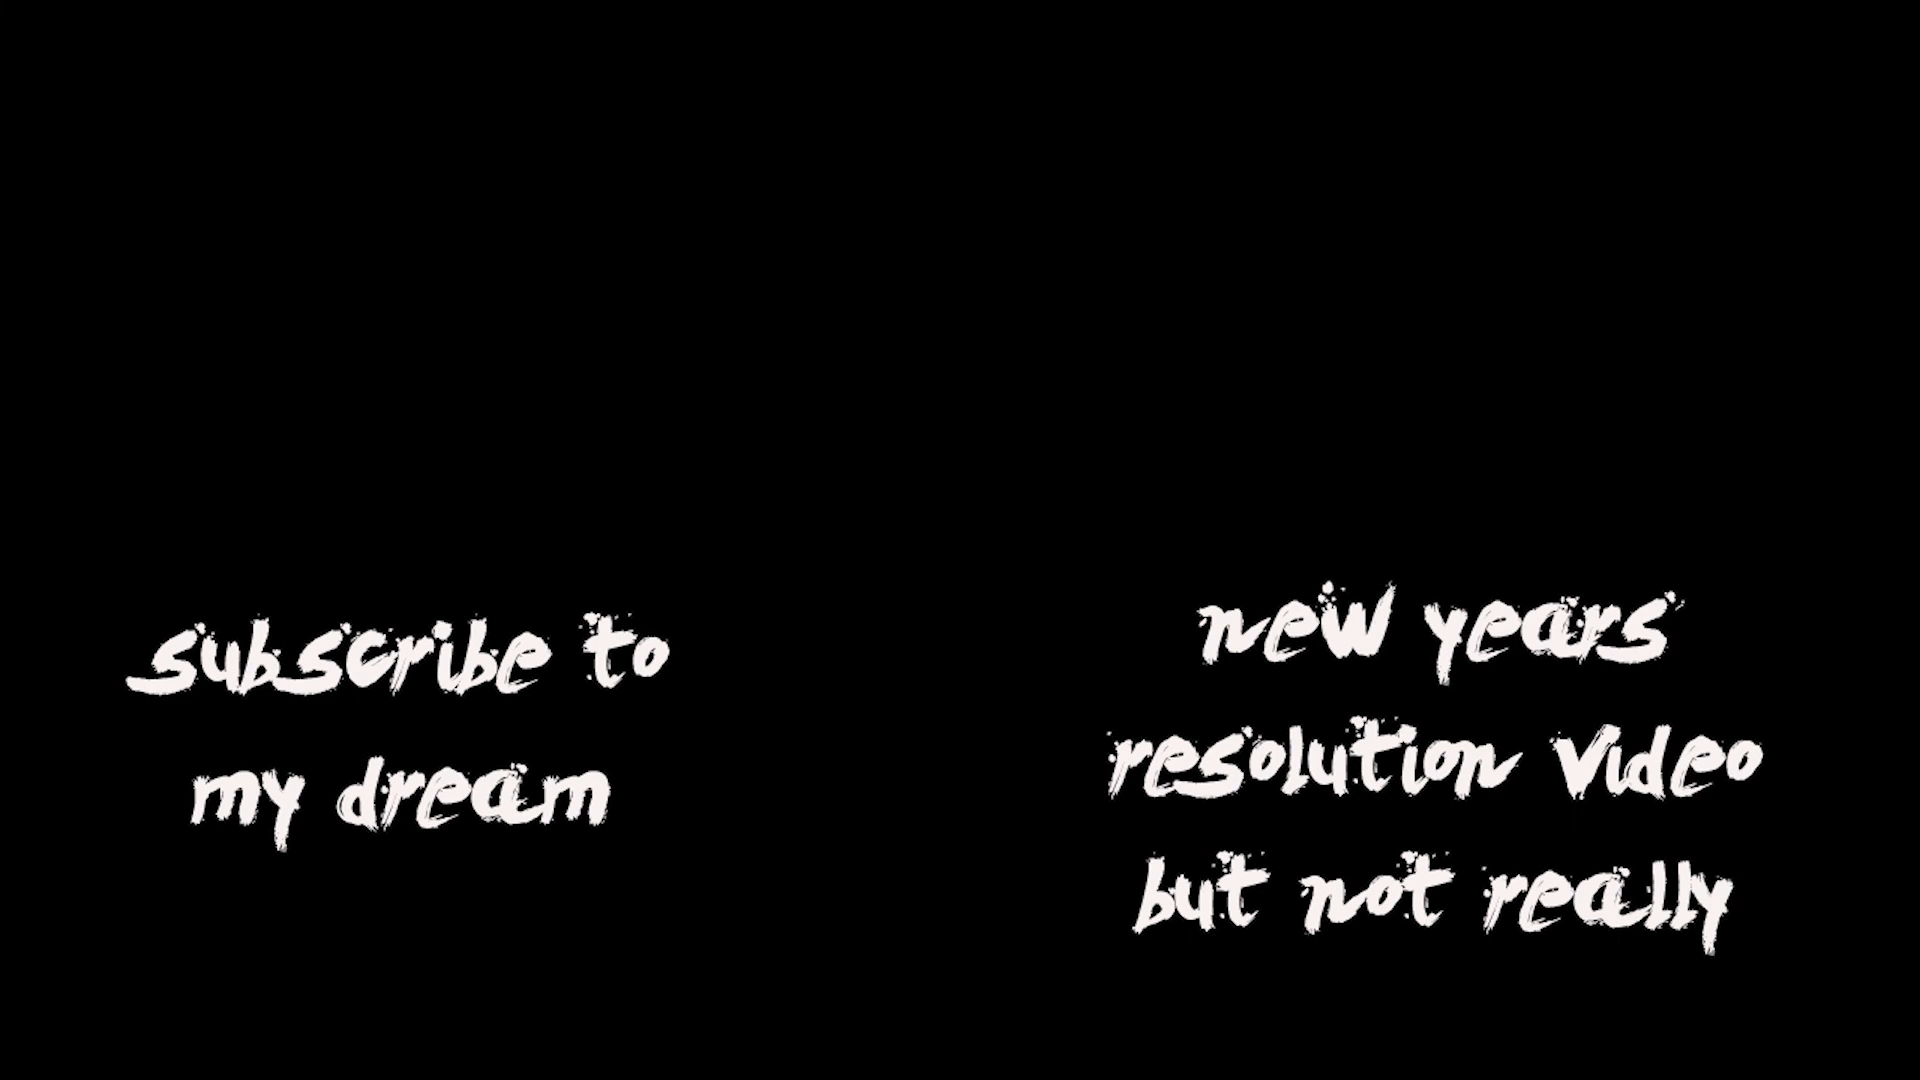 subscribe to
my dream
new years
resolution video
but not really